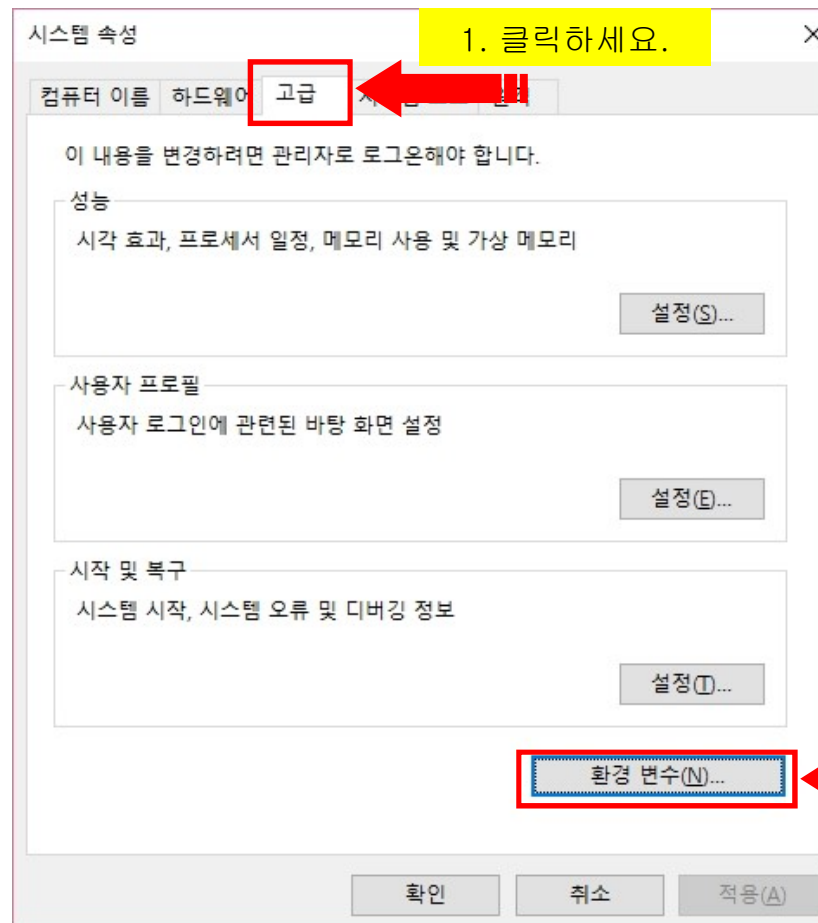 시스템 속성
1. 클릭하세요.
컴퓨터 이름 하드웨어 고급
이 내용을 변경하려면 관리자로 로그온해야 합니다.
성능
시각 효과, 프로세서 일정, 메모리 사용 및 가상 메모리
설정(S)...
사용자 프로필
사용자 로그인에 관련된 바탕 화면 설정
설정(E)...
시작 및 복구
시스템 시작, 시스템 오류 및 디버깅 정보
설정(T)...
환경 변수(N)...
확인 취소 적용(A)